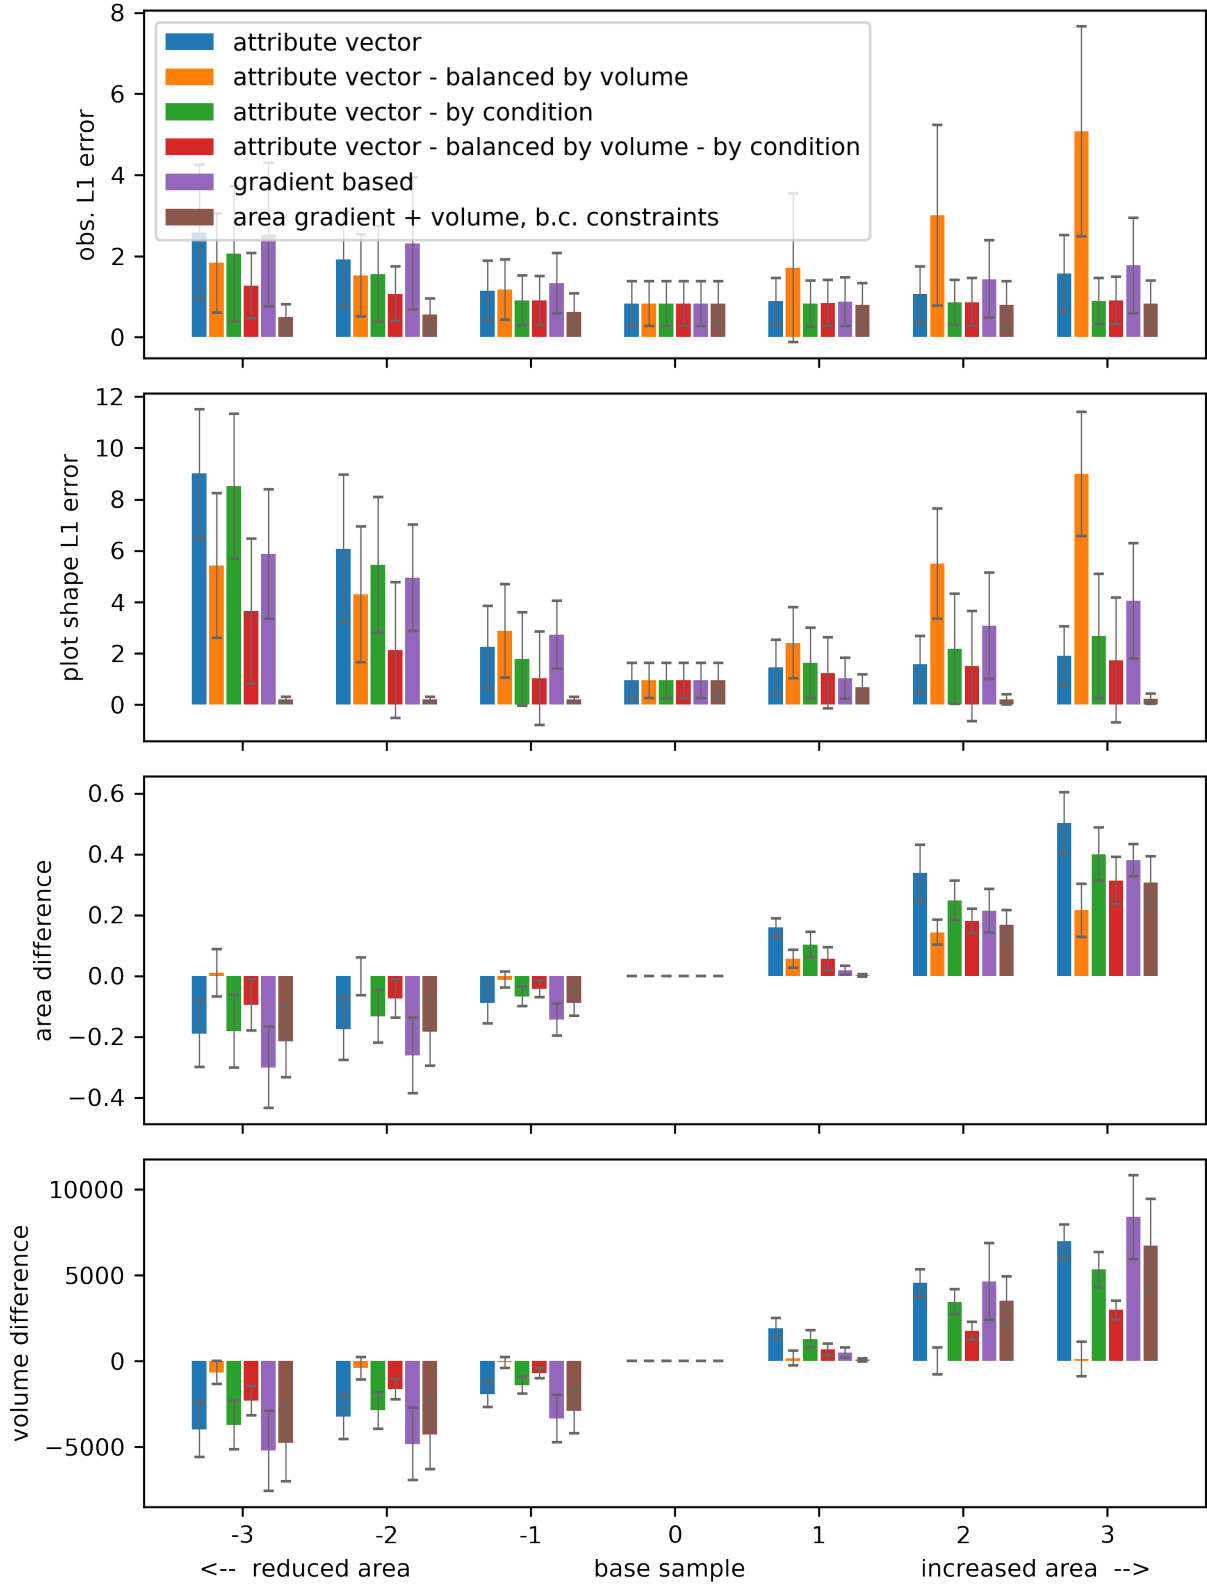 8
6
4
2
0
obs. L1 error
attribute vector
attribute vector - balanced by volume
attribute vector - by condition
attribute vector - balanced by volume - by condition
gradient based
area gradient + volume, b.c. constraints
12
10
8
6
4
2
0
plot shape L1 error
0.6
0.4
0.2
0.0
−0.2
−0.4
area difference
10000
5000
0
−5000
volume difference
-3 -2 -1 0 1 2 3
<-- reduced area base sample increased area -->